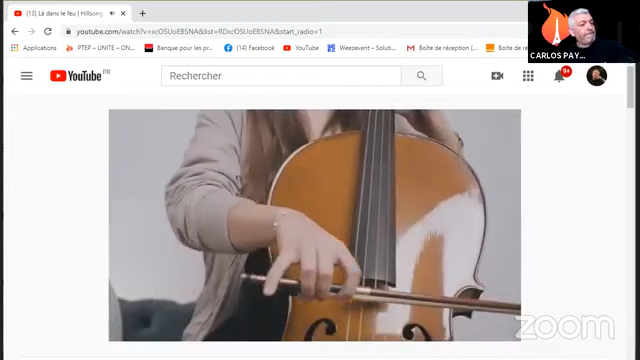 (13) Là dans le feu | Hillsong
youtube.com/watch?v=xcOSUoEBSNA&list=RDxcOSUoEBSNA&start_radio=1
Applications PTEP – UNITE – ON Banque pour les pr (14) Facebook YouTube Weezevent – Soluti Boîte de réception ( Boîte de réc
CARLOS PAY...
YouTube FR
Rechercher
9+
zoom